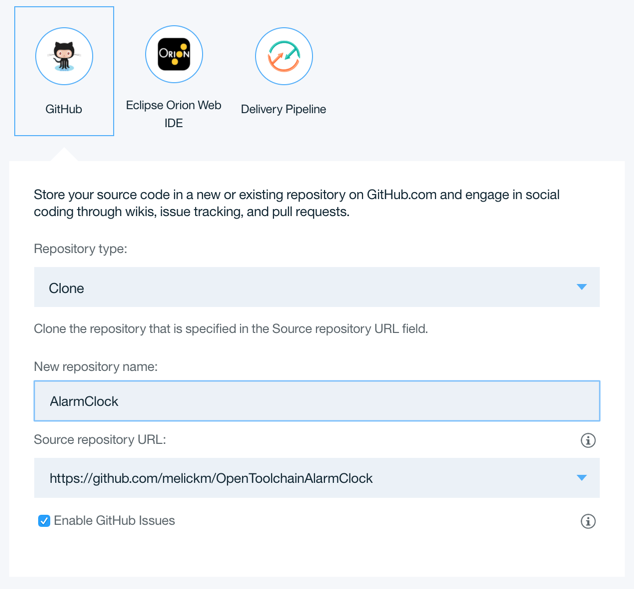 ORION
GitHub
Eclipse Orion Web
IDE
Delivery Pipeline
Store your source code in a new or existing repository on GitHub.com and engage in social
coding through wikis, issue tracking, and pull requests.
Repository type:
Clone
Clone the repository that is specified in the Source repository URL field.
New repository name:
AlarmClock
Source repository URL:
https://github.com/melickm/OpenToolchainAlarmClock
Enable GitHub Issues